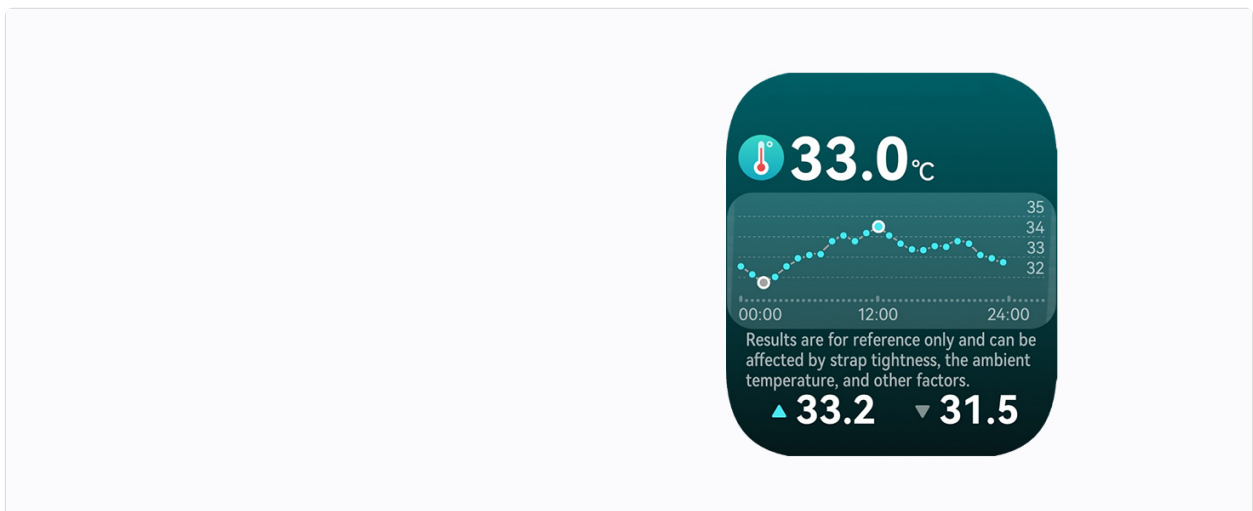 33.0°C
35
34
33
32
00:00 12:00 24:00
Results are for reference only and can be
affected by strap tightness, the ambient
temperature, and other factors.
▲ 33.2 ▼ 31.5